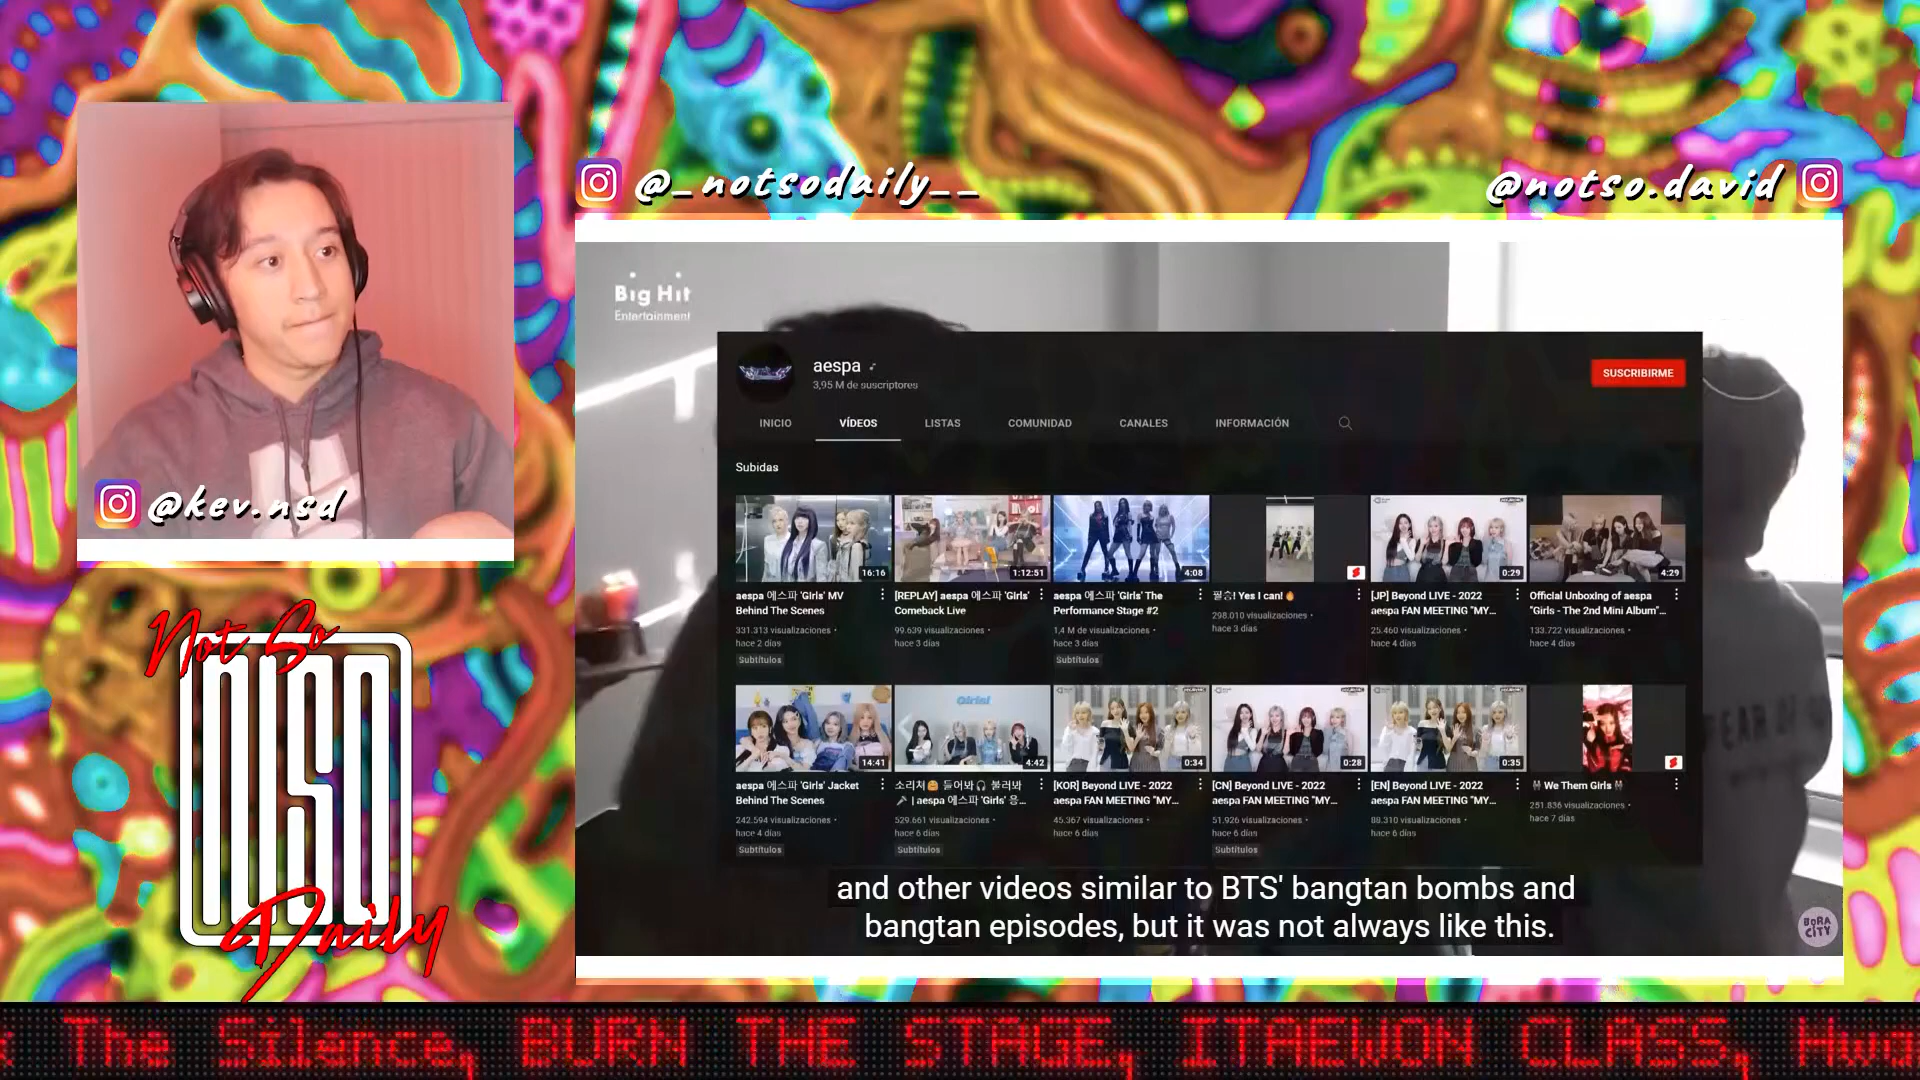 @_notsodaily__
@notso.david
@kev.nsd
Not So
NSD
Daily
Big Hit
Entertainment
aespa
3,95 M de suscriptores
SUSCRIBIRME
INICIO
VÍDEOS
LISTAS
COMUNIDAD
CANALES
INFORMACIÓN
Subidas
16:16
1:12:51
4:08
0:29
4:29
aespa 에스파 'Girls' MV
Behind The Scenes
331.313 visualizaciones •
hace 2 días
Subtítulos
[REPLAY] aespa 에스파 'Girls'
Comeback Live
99.639 visualizaciones •
hace 3 días
aespa 에스파 'Girls' The
Performance Stage #2
1,4 M de visualizaciones •
hace 3 días
Subtítulos
필승! Yes I can!🔥
298.010 visualizaciones •
hace 3 días
[JP] Beyond LIVE - 2022
aespa FAN MEETING "MY...
25.460 visualizaciones •
hace 4 días
Official Unboxing of aespa
"Girls - The 2nd Mini Album"...
133.722 visualizaciones •
hace 4 días
14:41
Girls!
4:42
0:34
0:28
0:35
aespa 에스파 'Girls' Jacket
Behind The Scenes
242.594 visualizaciones •
hace 4 días
Subtítulos
소리쳐 들어봐🎧 불러봐
🎤 | aespa 에스파 'Girls' 응...
529.661 visualizaciones •
hace 6 días
Subtítulos
[KOR] Beyond LIVE - 2022
aespa FAN MEETING "MY...
45.367 visualizaciones •
hace 6 días
[CN] Beyond LIVE - 2022
aespa FAN MEETING "MY...
51.926 visualizaciones •
hace 6 días
Subtítulos
[EN] Beyond LIVE - 2022
aespa FAN MEETING "MY...
88.310 visualizaciones •
hace 6 días
We Them Girls
251.836 visualizaciones •
hace 7 días
FEAR OF
and other videos similar to BTS' bangtan bombs and
bangtan episodes, but it was not always like this.
BORA
CITY
The Silence, BURN THE STAGE, ITAEWON CLASS, Hwa